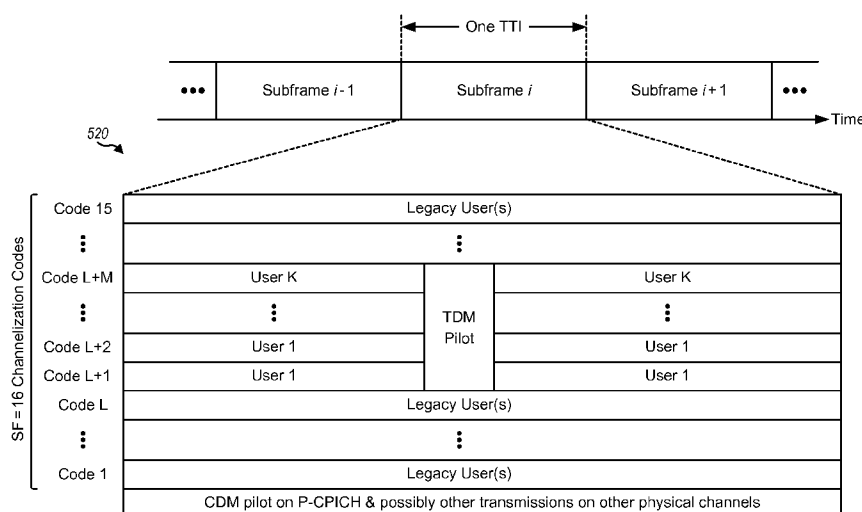 One TTI
••• Subframe i - 1 Subframe i Subframe i + 1 •••
Time
520
SF = 16 Channelization Codes
Code 15 Legacy User(s)
Code L+M User K User K
TDM
Pilot
Code L+2 User 1 User 1
Code L+1 User 1 User 1
Code L Legacy User(s)
Code 1 Legacy User(s)
CDM pilot on P-CPICH & possibly other transmissions on other physical channels